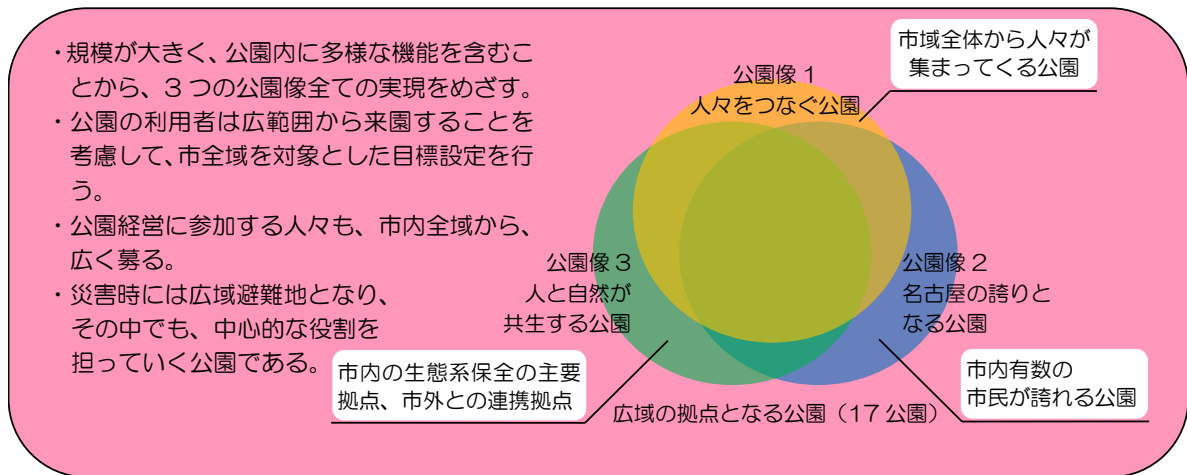 ・規模が大きく、公園内に多様な機能を含むこ
とから、3つの公園像全ての実現をめざす。
・公園の利用者は広範囲から来園することを
考慮して、市全域を対象とした目標設定を行
う。
・公園経営に参加する人々も、市内全域から、
広く募る。
・災害時には広域避難地となり、
その中でも、中心的な役割を
担っていく公園である。
市域全体から人々が
集まってくる公園
公園像1
人々をつなぐ公園
公園像3
人と自然が
共生する公園
公園像2
名古屋の誇りと
なる公園
市内の生態系保全の主要
拠点、市外との連携拠点
市内有数の
市民が誇れる公園
広域の拠点となる公園（17公園）